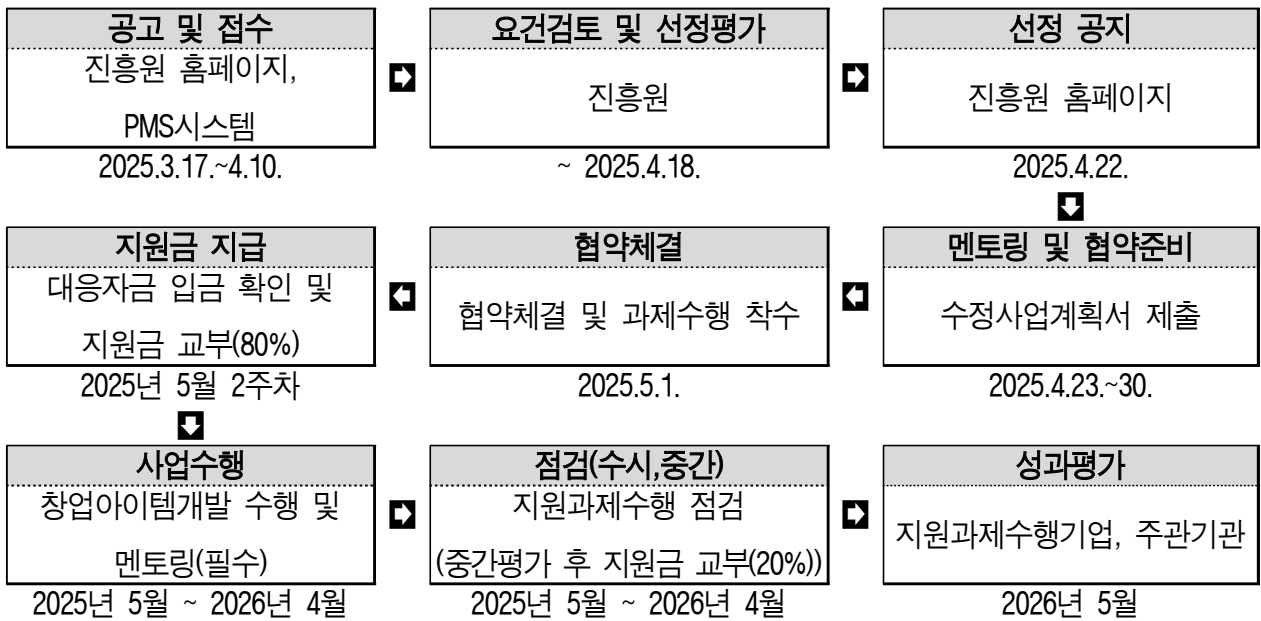 공고 및 접수
진흥원 홈페이지,
PMS시스템
2025.3.17.~4.10.
요건검토 및 선정평가
진흥원
~ 2025.4.18.
선정 공지
진흥원 홈페이지
2025.4.22.
멘토링 및 협약준비
수정사업계획서 제출
2025.4.23.~30.
협약체결
협약체결 및 과제수행 착수
2025.5.1.
지원금 지급
대응자금 입금 확인 및
지원금 교부(80%)
2025년 5월 2주차
사업수행
창업아이템개발 수행 및
멘토링(필수)
2025년 5월 ~ 2026년 4월
점검(수시,중간)
지원과제수행 점검
(중간평가 후 지원금 교부(20%))
2025년 5월 ~ 2026년 4월
성과평가
지원과제수행기업, 주관기관
2026년 5월